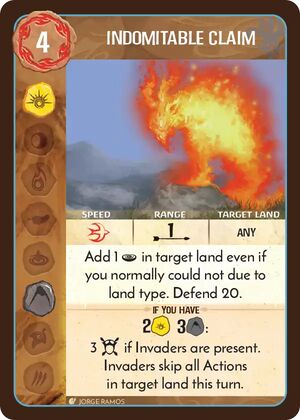 4
INDOMITABLE CLAIM
SPEED RANGE TARGET LAND
1 ANY
Add 1 in target land even if
you normally could not due to
land type. Defend 20.
IF YOU HAVE
2 3 :
3 if Invaders are present.
Invaders skip all Actions
in target land this turn.
JORGE RAMOS